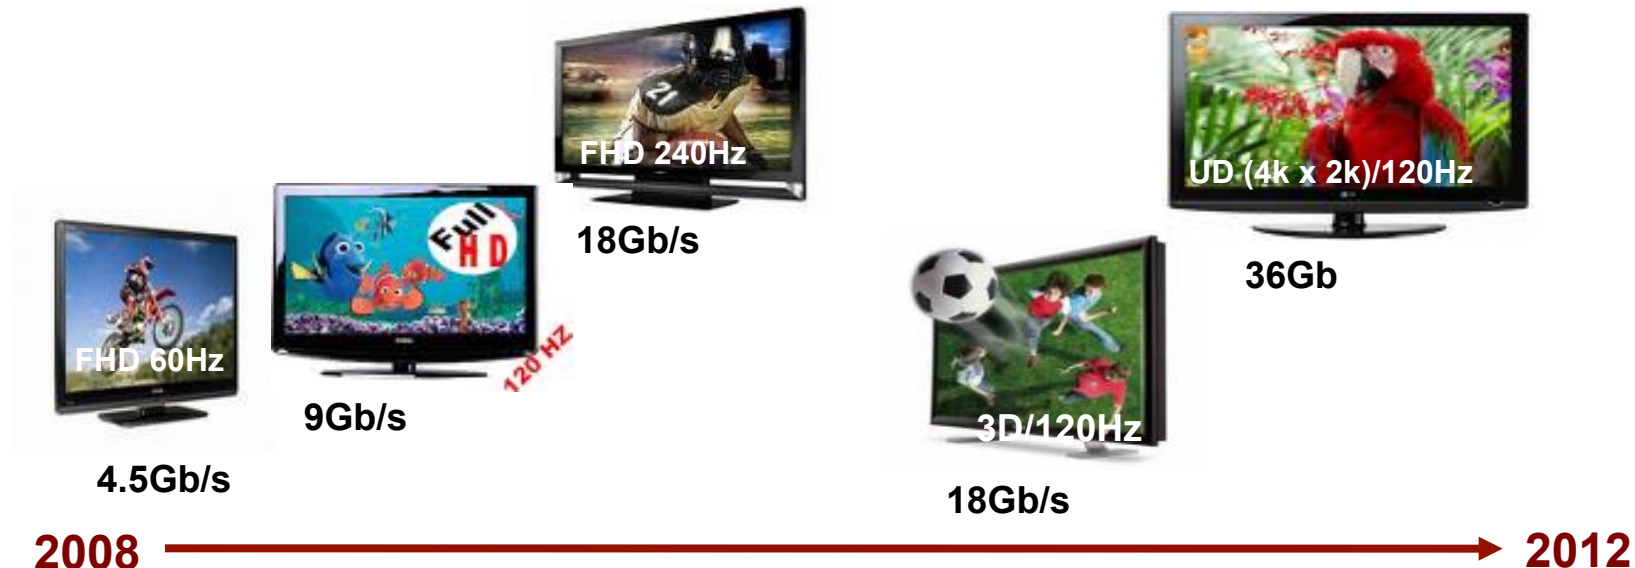 FHD 60Hz
4.5Gb/s
Full
HD
120 HZ
9Gb/s
21
FHD 240Hz
18Gb/s
3D/120Hz
18Gb/s
UD (4k x 2k)/120Hz
36Gb
2008
2012